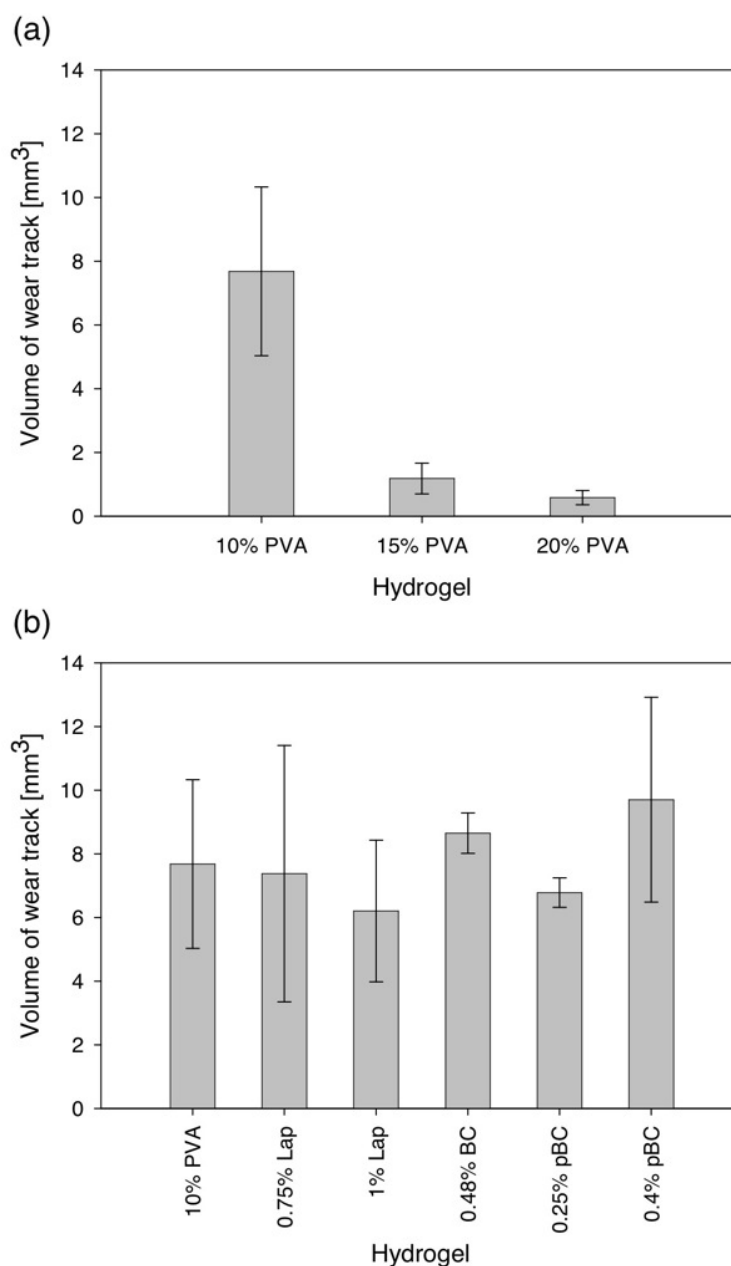 (a)
Volume of wear track [mm³]
14
12
10
8
6
4
2
0
10% PVA 15% PVA 20% PVA
Hydrogel
(b)
Volume of wear track [mm³]
14
12
10
8
6
4
2
0
10% PVA
0.75% Lap
1% Lap
0.48% BC
0.25% pBC
0.4% pBC
Hydrogel